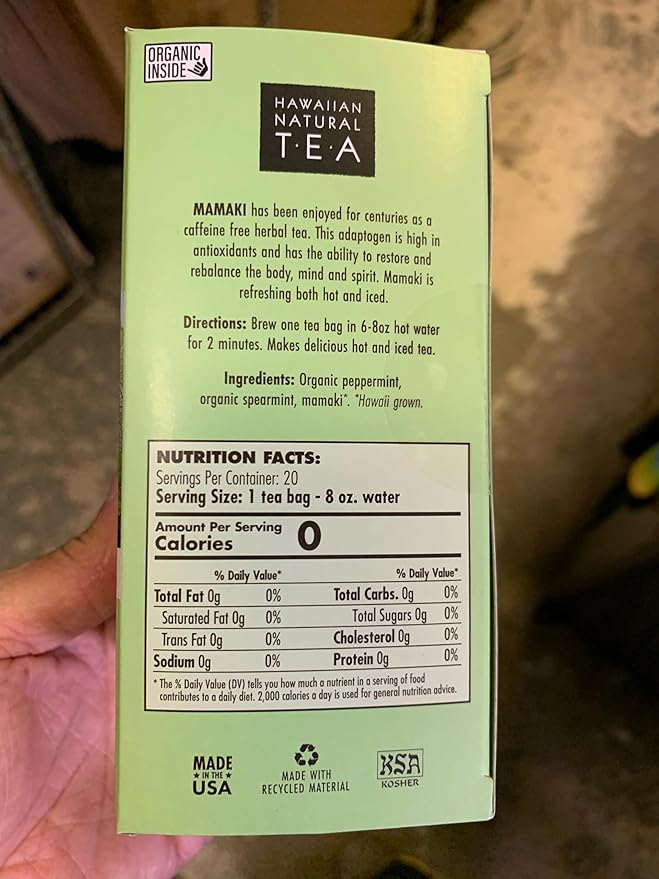 ORGANIC
INSIDE
HAWAIIAN
NATURAL
T·E·A
MAMAKI has been enjoyed for centuries as a
caffeine free herbal tea. This adaptogen is high in
antioxidants and has the ability to restore and
rebalance the body, mind and spirit. Mamaki is
refreshing both hot and iced.
Directions: Brew one tea bag in 6-8oz hot water
for 2 minutes. Makes delicious hot and iced tea.
Ingredients: Organic peppermint,
organic spearmint, mamaki*. *Hawaii grown.
NUTRITION FACTS:
Servings Per Container: 20
Serving Size: 1 tea bag - 8 oz. water
Amount Per Serving
Calories 0
% Daily Value* % Daily Value*
Total Fat 0g 0% Total Carbs. 0g 0%
Saturated Fat 0g 0% Total Sugars 0g 0%
Trans Fat 0g 0% Cholesterol 0g 0%
Sodium 0g 0% Protein 0g 0%
* The % Daily Value (DV) tells you how much a nutrient in a serving of food
contributes to a daily diet. 2,000 calories a day is used for general nutrition advice.
MADE
★ IN THE ★
USA
MADE WITH
RECYCLED MATERIAL
KSA
KOSHER